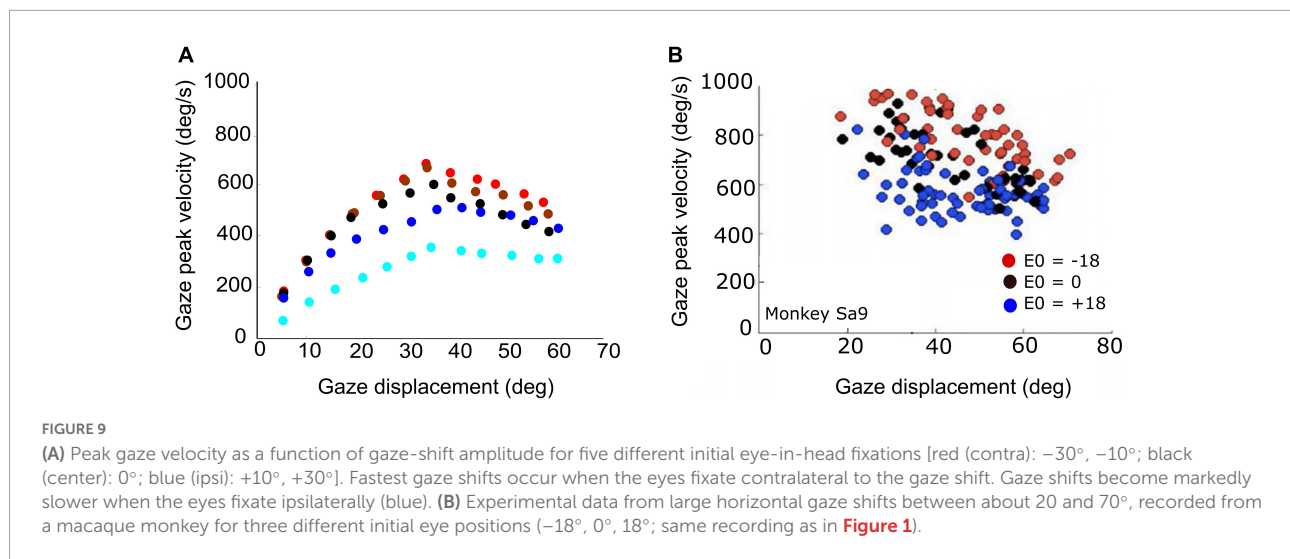 A
B
1000
800
600
400
200
0
Gaze peak velocity (deg/s)
0 10 20 30 40 50 60 70
Gaze displacement (deg)
1000
800
600
400
200
0
Gaze peak velocity (deg/s)
E0 = -18
E0 = 0
E0 = +18
Monkey Sa9
0 20 40 60 80
Gaze displacement (deg)
FIGURE 9
(A) Peak gaze velocity as a function of gaze-shift amplitude for five different initial eye-in-head fixations [red (contra): −30°, −10°; black
(center): 0°; blue (ipsi): +10°, +30°]. Fastest gaze shifts occur when the eyes fixate contralateral to the gaze shift. Gaze shifts become markedly
slower when the eyes fixate ipsilaterally (blue). (B) Experimental data from large horizontal gaze shifts between about 20 and 70°, recorded from
a macaque monkey for three different initial eye positions (−18°, 0°, 18°; same recording as in Figure 1).